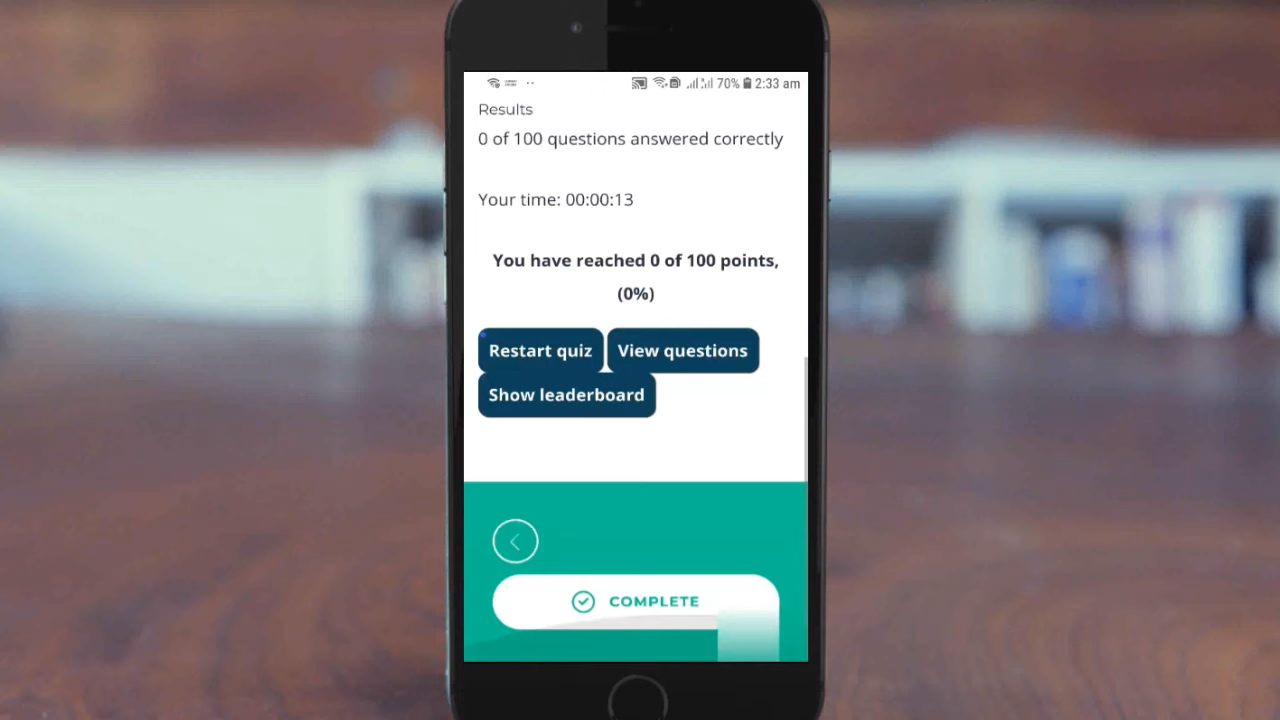 70% 2:33 am
Results
0 of 100 questions answered correctly
Your time: 00:00:13
You have reached 0 of 100 points,
(0%)
Restart quiz View questions
Show leaderboard
COMPLETE